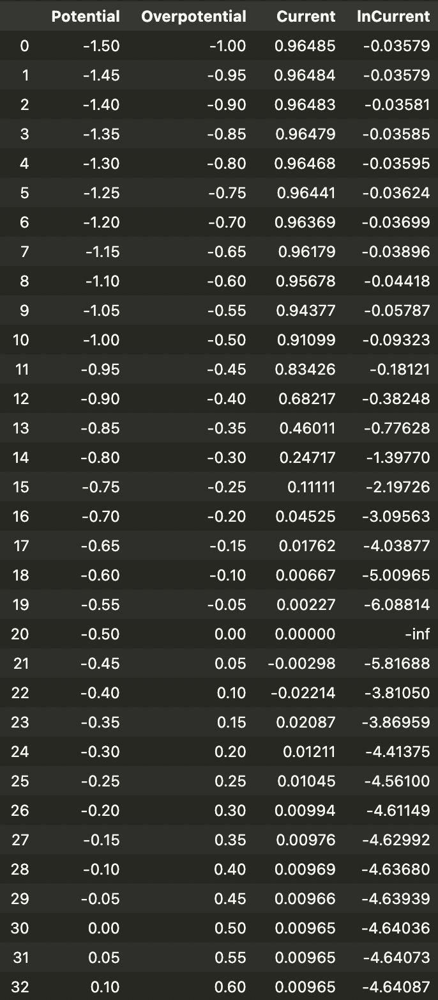 Potential Overpotential Current lnCurrent
0 -1.50 -1.00 0.96485 -0.03579
1 -1.45 -0.95 0.96484 -0.03579
2 -1.40 -0.90 0.96483 -0.03581
3 -1.35 -0.85 0.96479 -0.03585
4 -1.30 -0.80 0.96468 -0.03595
5 -1.25 -0.75 0.96441 -0.03624
6 -1.20 -0.70 0.96369 -0.03699
7 -1.15 -0.65 0.96179 -0.03896
8 -1.10 -0.60 0.95678 -0.04418
9 -1.05 -0.55 0.94377 -0.05787
10 -1.00 -0.50 0.91099 -0.09323
11 -0.95 -0.45 0.83426 -0.18121
12 -0.90 -0.40 0.68217 -0.38248
13 -0.85 -0.35 0.46011 -0.77628
14 -0.80 -0.30 0.24717 -1.39770
15 -0.75 -0.25 0.11111 -2.19726
16 -0.70 -0.20 0.04525 -3.09563
17 -0.65 -0.15 0.01762 -4.03877
18 -0.60 -0.10 0.00667 -5.00965
19 -0.55 -0.05 0.00227 -6.08814
20 -0.50 0.00 0.00000 -inf
21 -0.45 0.05 -0.00298 -5.81688
22 -0.40 0.10 -0.02214 -3.81050
23 -0.35 0.15 0.02087 -3.86959
24 -0.30 0.20 0.01211 -4.41375
25 -0.25 0.25 0.01045 -4.56100
26 -0.20 0.30 0.00994 -4.61149
27 -0.15 0.35 0.00976 -4.62992
28 -0.10 0.40 0.00969 -4.63680
29 -0.05 0.45 0.00966 -4.63939
30 0.00 0.50 0.00965 -4.64036
31 0.05 0.55 0.00965 -4.64073
32 0.10 0.60 0.00965 -4.64087